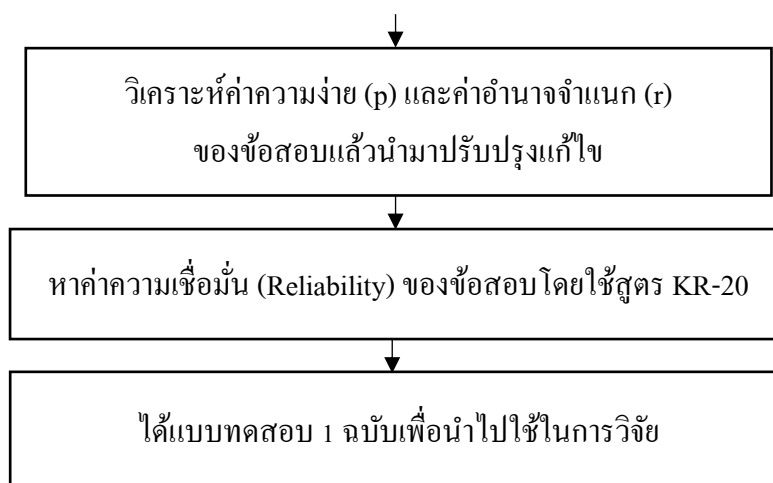 วิเคราะห์ค่าความง่าย (p) และค่าอำนาจจำแนก (r)
ของข้อสอบแล้วนำมาปรับปรุงแก้ไข
หาค่าความเชื่อมั่น (Reliability) ของข้อสอบโดยใช้สูตร KR-20
ได้แบบทดสอบ 1 ฉบับเพื่อนำไปใช้ในการวิจัย